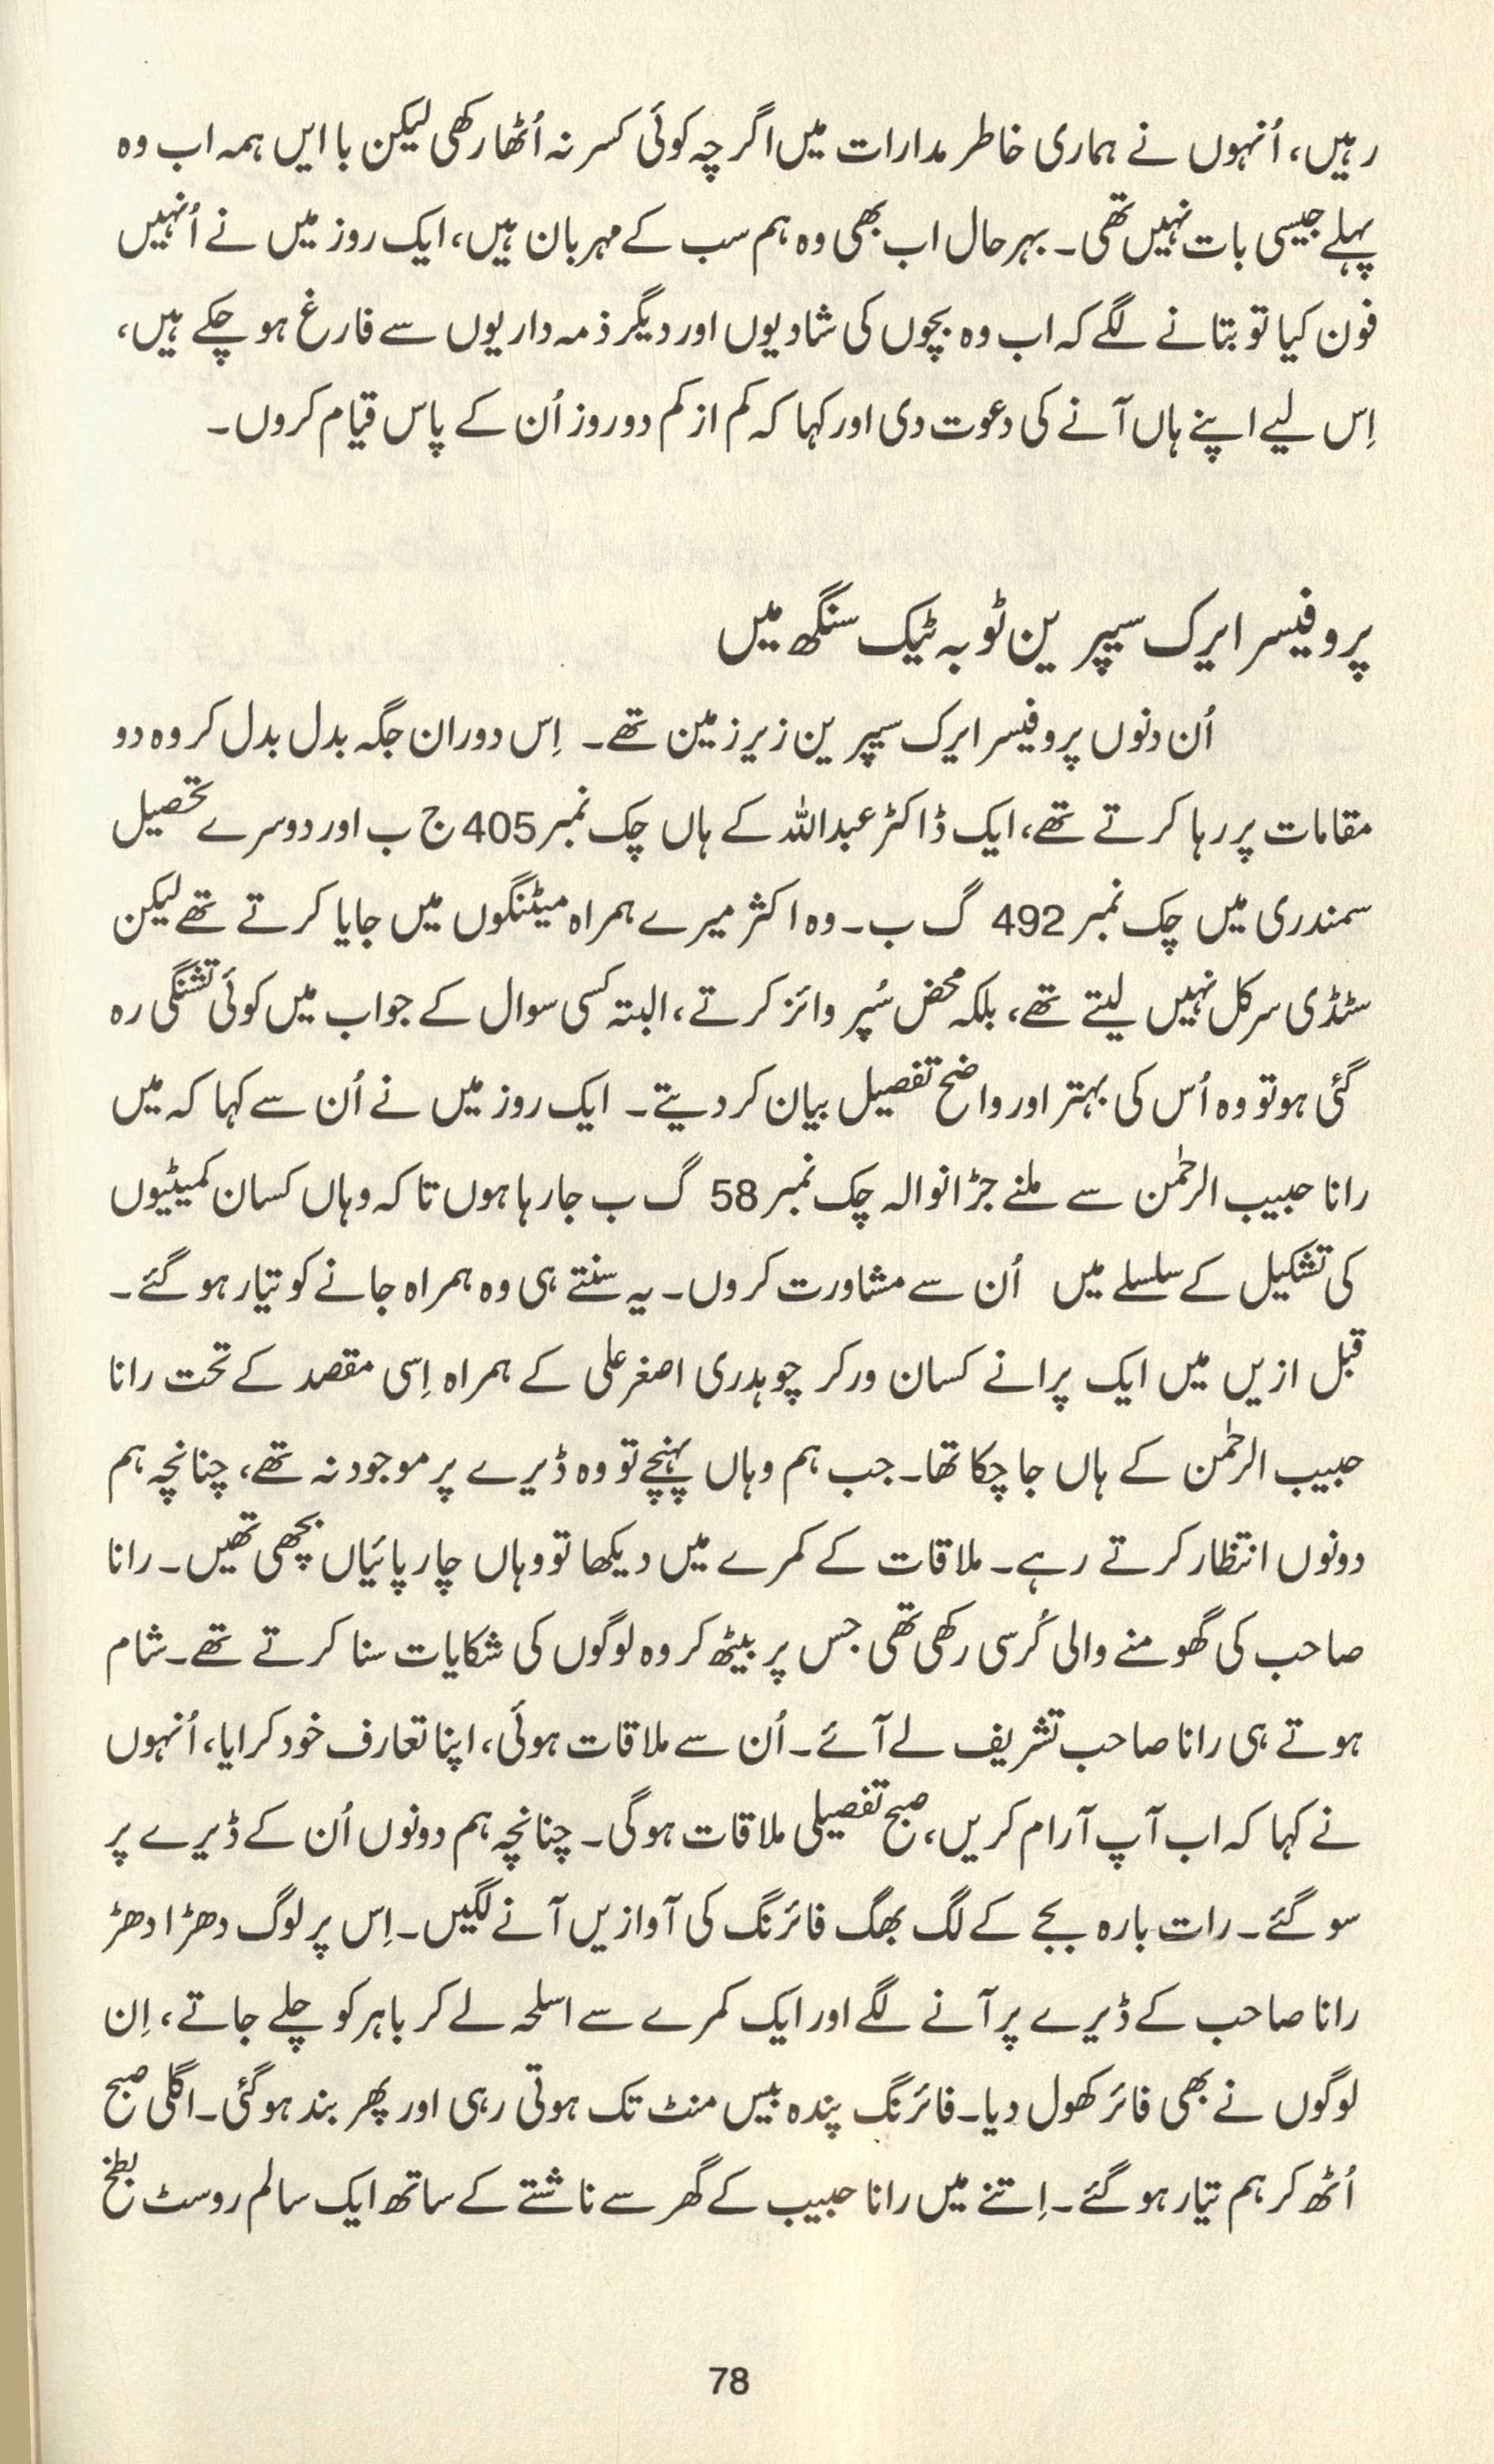 رہیں، اُنہوں نے ہماری خاطر مدارات میں اگر چہ کوئی کسر نہ اُٹھا رکھی لیکن با ایں ہمہ اب وہ
پہلے جیسی بات نہیں تھی۔ بہر حال اب بھی وہ ہم سب کے مہربان ہیں، ایک روز میں نے اُنہیں
فون کیا تو بتانے لگے کہ اب وہ بچوں کی شادیوں اور دیگر ذمہ داریوں سے فارغ ہو چکے ہیں،
اِس لیے اپنے ہاں آنے کی دعوت دی اور کہا کہ کم از کم دو روز اُن کے پاس قیام کروں۔
پروفیسر ایرک سیپرین ٹوبہ ٹیک سنگھ میں
اُن دنوں پروفیسر ایرک سیپرین زیرِ زمین تھے۔ اِس دوران جگہ بدل بدل کر وہ دو
مقامات پر رہا کرتے تھے، ایک ڈاکٹر عبداللہ کے ہاں چک نمبر 405 ج ب اور دوسرے تحصیل
سمندری میں چک نمبر 492 گ ب۔ وہ اکثر میرے ہمراہ میٹنگوں میں جایا کرتے تھے لیکن
سٹڈی سرکل نہیں لیتے تھے، بلکہ محض سُپر وائز کرتے، البتہ کسی سوال کے جواب میں کوئی تشنگی رہ
گئی ہو تو وہ اُس کی بہتر اور واضح تفصیل بیان کر دیتے۔ ایک روز میں نے اُن سے کہا کہ میں
رانا حبیب الرحمٰن سے ملنے جڑانوالہ چک نمبر 58 گ ب جا رہا ہوں تا کہ وہاں کسان کمیٹیوں
کی تشکیل کے سلسلے میں اُن سے مشاورت کروں۔ یہ سنتے ہی وہ ہمراہ جانے کو تیار ہو گئے۔
قبل ازیں میں ایک پرانے کسان ورکر چوہدری اصغر علی کے ہمراہ اِسی مقصد کے تحت رانا
حبیب الرحمٰن کے ہاں جا چکا تھا۔ جب ہم وہاں پہنچے تو وہ ڈیرے پر موجود نہ تھے، چنانچہ ہم
دونوں انتظار کرتے رہے۔ ملاقات کے کمرے میں دیکھا تو وہاں چار پائیاں بچھی تھیں۔ رانا
صاحب کی گھومنے والی کُرسی رکھی تھی جس پر بیٹھ کر وہ لوگوں کی شکایات سنا کرتے تھے۔ شام
ہوتے ہی رانا صاحب تشریف لے آئے۔ اُن سے ملاقات ہوئی، اپنا تعارف خود کرایا، اُنہوں
نے کہا کہ اب آپ آرام کریں، صبح تفصیلی ملاقات ہوگی۔ چنانچہ ہم دونوں اُن کے ڈیرے پر
سو گئے۔ رات بارہ بجے کے لگ بھگ فائرنگ کی آوازیں آنے لگیں۔ اِس پر لوگ دھڑا دھڑ
رانا صاحب کے ڈیرے پر آنے لگے اور ایک کمرے سے اسلحہ لے کر باہر کو چلے جاتے، اِن
لوگوں نے بھی فائر کھول دیا۔ فائرنگ پندہ بیس منٹ تک ہوتی رہی اور پھر بند ہو گئی۔ اگلی صبح
اُٹھ کر ہم تیار ہو گئے۔ اِتنے میں رانا حبیب کے گھر سے ناشتے کے ساتھ ایک سالم روسٹ بطخ
78